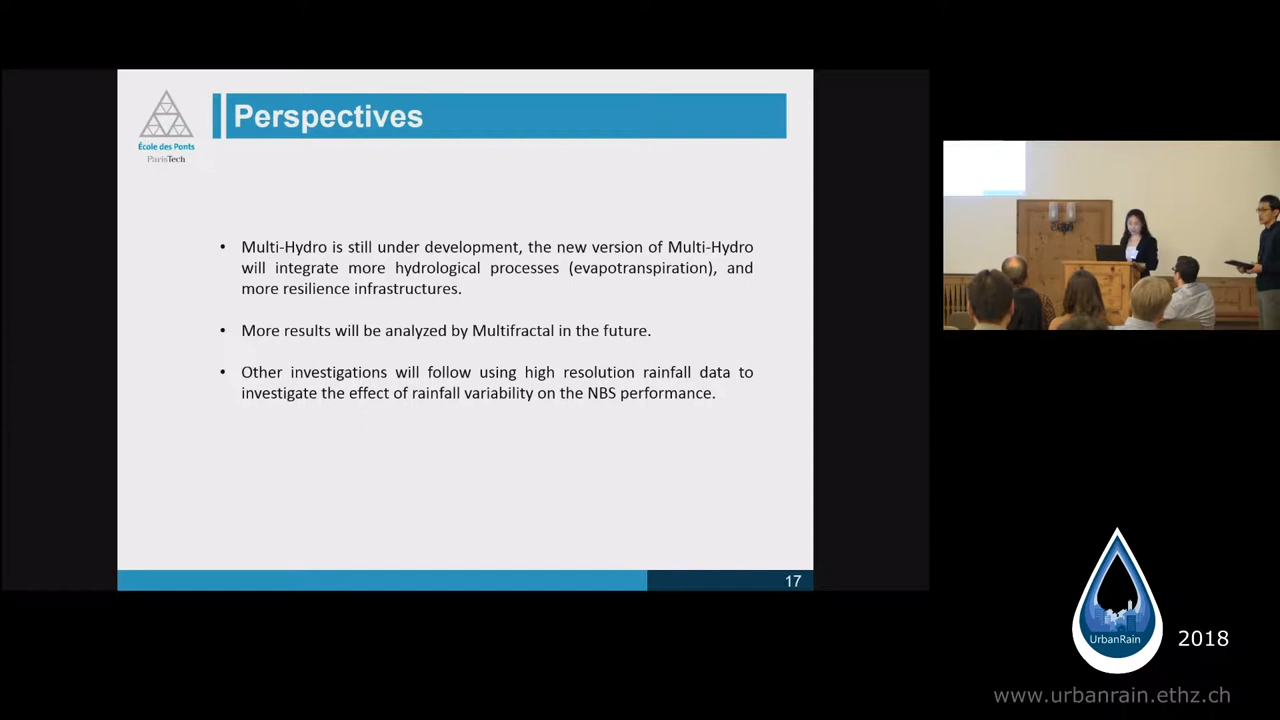 École des Ponts
ParisTech
Perspectives
• Multi-Hydro is still under development, the new version of Multi-Hydro
will integrate more hydrological processes (evapotranspiration), and
more resilience infrastructures.
• More results will be analyzed by Multifractal in the future.
• Other investigations will follow using high resolution rainfall data to
investigate the effect of rainfall variability on the NBS performance.
17
UrbanRain
2018
www.urbanrain.ethz.ch